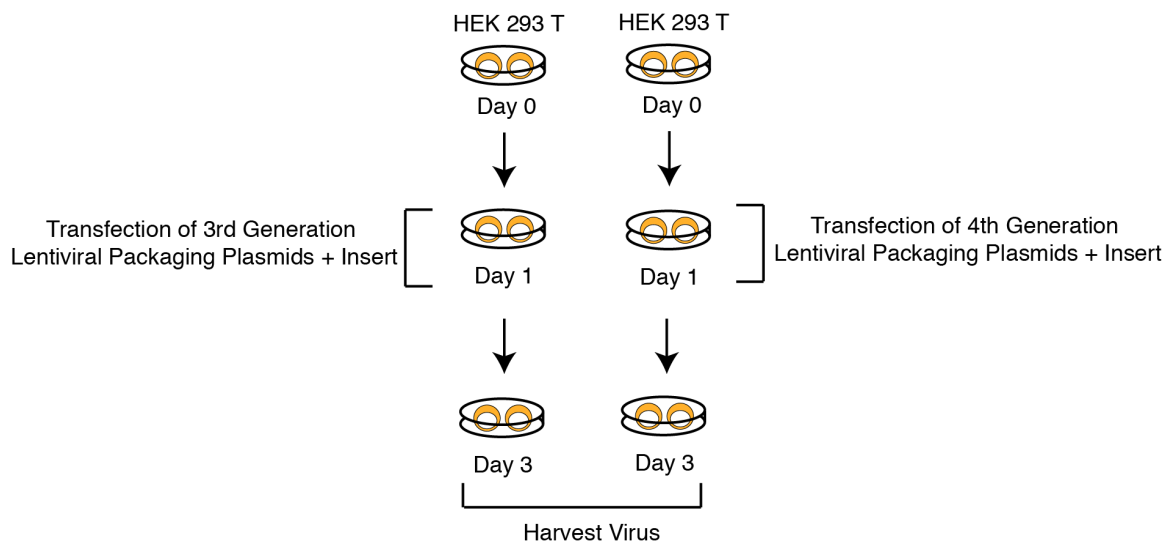 HEK 293 T
HEK 293 T
Day 0
Day 0
Transfection of 3rd Generation
Lentiviral Packaging Plasmids + Insert
Day 1
Day 1
Transfection of 4th Generation
Lentiviral Packaging Plasmids + Insert
Day 3
Day 3
Harvest Virus